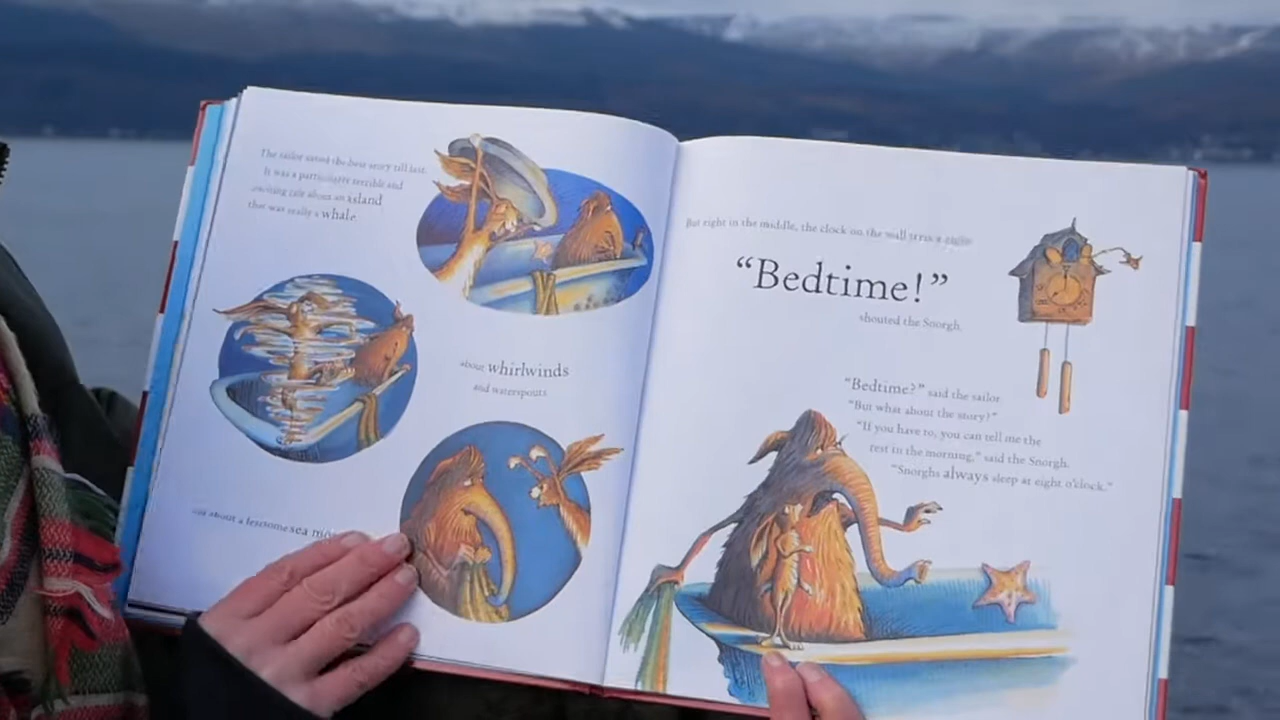 The sailor saved the best story till last.
It was a particularly terrible and
exciting tale about an island
that was really a whale,
about whirlwinds
and waterspouts
and about a fearsome sea
But right in the middle, the clock on the wall struck eight.
“Bedtime!”
shouted the Snorgh.
“Bedtime?” said the sailor.
“But what about the story?”
“If you have to, you can tell me the
rest in the morning,” said the Snorgh.
“Snorghs always sleep at eight o'clock.”